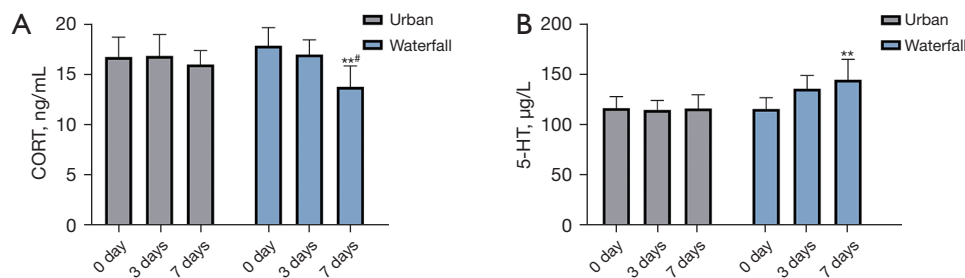 A
CORT, ng/mL
20
15
10
5
0
Urban
Waterfall
**#
0 day
3 days
7 days
0 day
3 days
7 days
B
5-HT, μg/L
200
150
100
50
0
Urban
Waterfall
**
0 day
3 days
7 days
0 day
3 days
7 days